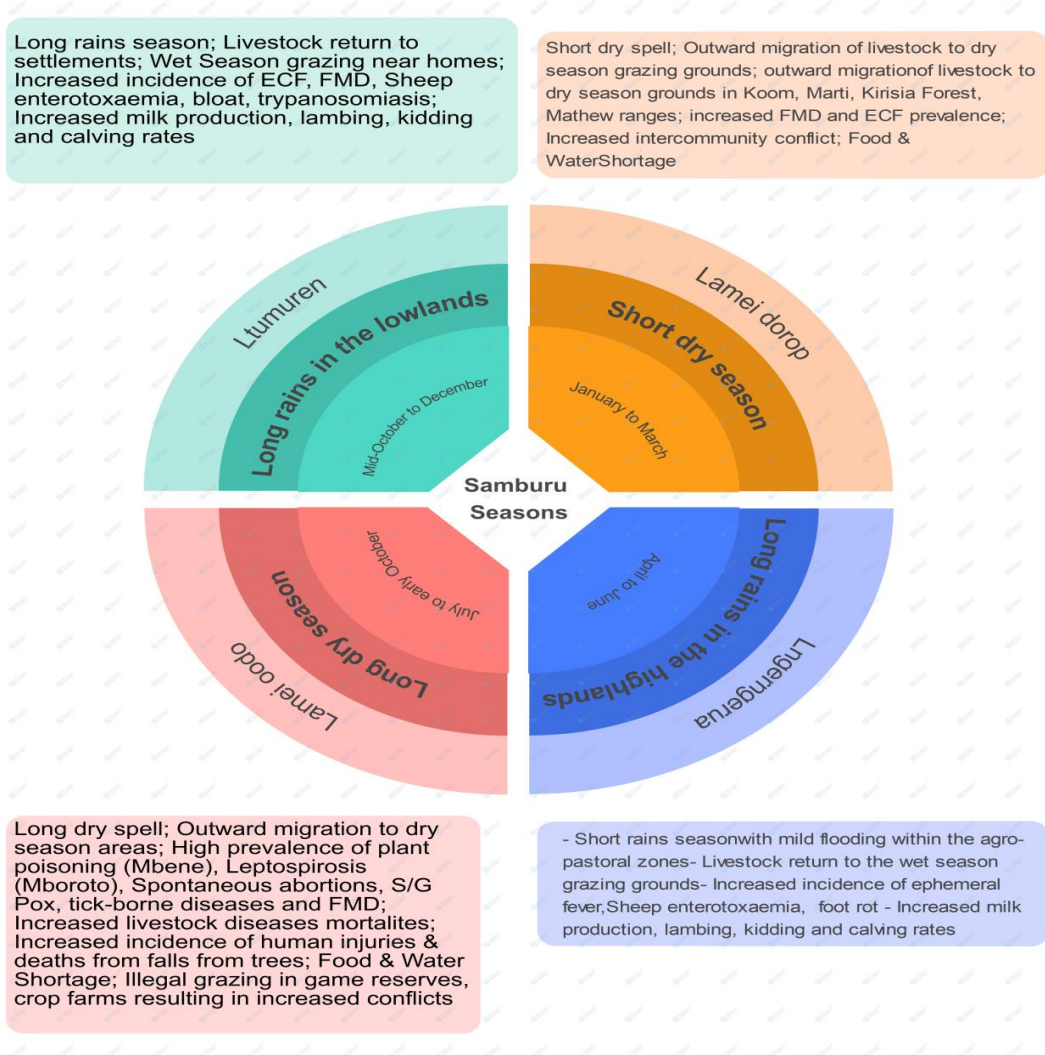 Long rains season; Livestock return to
settlements; Wet Season grazing near homes;
Increased incidence of ECF, FMD, Sheep
enterotoxaemia, bloat, trypanosomiasis;
Increased milk production, lambing, kidding
and calving rates
Short dry spell; Outward migration of livestock to dry
season grazing grounds; outward migrationof livestock to
dry season grounds in Koom, Marti, Kirisia Forest,
Mathew ranges; increased FMD and ECF prevalence;
Increased intercommunity conflict; Food &
WaterShortage
Ltumuren
Long rains in the lowlands
Mid-October to December
Lamei dorop
Short dry season
January to March
Samburu
Seasons
July to early October
Long dry season
Lamei oodo
April to June
Long rains in the highlands
Lngerngerua
Long dry spell; Outward migration to dry
season areas; High prevalence of plant
poisoning (Mbene), Leptospirosis
(Mboroto), Spontaneous abortions, S/G
Pox, tick-borne diseases and FMD;
Increased livestock diseases mortalites;
Increased incidence of human injuries &
deaths from falls from trees; Food & Water
Shortage; Illegal grazing in game reserves,
crop farms resulting in increased conflicts
- Short rains seasonwith mild flooding within the agro-
pastoral zones- Livestock return to the wet season
grazing grounds- Increased incidence of ephemeral
fever,Sheep enterotoxaemia, foot rot - Increased milk
production, lambing, kidding and calving rates